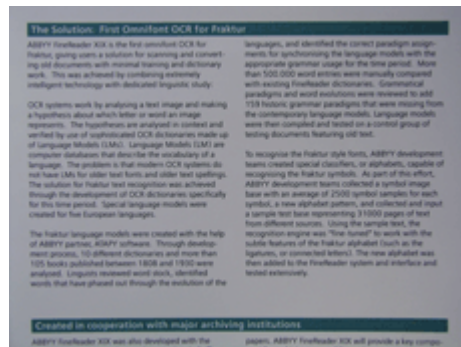 The Solution: First Omnifont OCR for Fraktur
ABBYY FineReader XIX is the first omnifont OCR for
fraktur, giving users a solution for scanning and convert-
ing old documents with minimal training and dictionary
work. This was achieved by combining extremely
intelligent technology with dedicated linguistic study:
OCR systems work by analysing a text image and making
a hypothesis about which letter or word an image
represents. The hypotheses are analysed in context and
verified by use of sophisticated OCR dictionaries made up
of Language Models (LMs). Language Models (LM) are
computer databases that describe the vocabulary of a
language. The problem is that modern OCR systems do
not have LMs for older text fonts and older text spellings.
The solution for fraktur text recognition was achieved
through the development of OCR dictionaries specifically
for this time period. Special language models were
created for five European languages.
The fraktur language models were created with the help
of ABBYY partner, ATAPY software. Through develop-
ment process, 10 different dictionaries and more than
105 books published between 1808 and 1930 were
analysed. Linguists reviewed word stock, identified
words that have phased out through the evolution of the
languages, and identified the correct paradigm assign-
ments for synchronising the language models with the
appropriate grammar usage for the time period. More
than 500.000 word entries were manually compared
with existing FineReader dictionaries. Grammatical
paradigms and word evolutions were reviewed to add
159 historic grammar paradigms that were missing from
the contemporary language models. Language models
were then compiled and tested on a control group of
testing documents featuring old text.
To recognise the Fraktur style fonts, ABBYY development
teams created special classifiers, or alphabets, capable of
recognising the fraktur symbols. As part of this effort,
ABBYY development teams collected a symbol image
base with an average of 2500 symbol samples for each
symbol, a new alphabet pattern, and collected and input
a sample test base representing 31000 pages of text
from different sources. Using the sample text, the
recognition engine was "fine tuned" to work with the
subtle features of the fraktur alphabet (such as the
ligatures, or connected letters). The new alphabet was
then added to the FineReader system and interface and
tested extensively.
Created in cooperation with major archiving institutions
ABBYY FineReader XIX was also developed with the
papers. ABBYY FineReader XIX will provide a key compo-